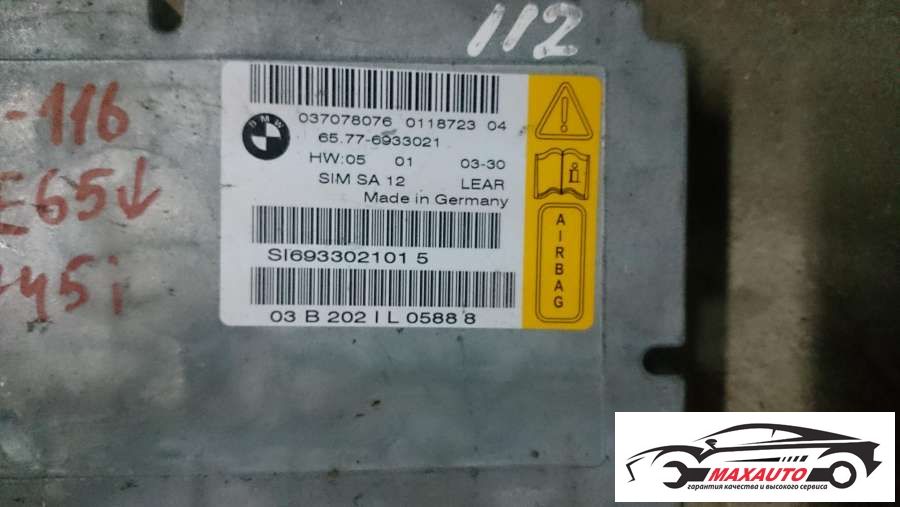 112
-116
E65↓
745i
BMW
037078076 0118723 04
65.77-6933021
HW:05 01 03-30
SIM SA 12 LEAR
Made in Germany
SI693302101 5
03 B 202 I L 0588 8
AIRBAG
MAXAUTO
гарантия качества и высокого сервиса